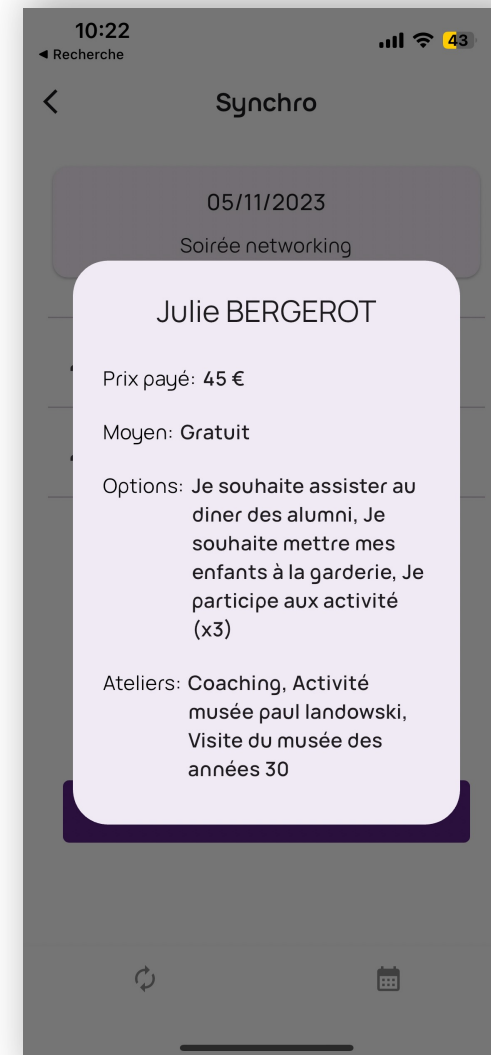 10:22
43
◀ Recherche
Synchro
05/11/2023
Soirée networking
Julie BERGEROT
Prix payé: 45 €
Moyen: Gratuit
Options: Je souhaite assister au
diner des alumni, Je
souhaite mettre mes
enfants à la garderie, Je
participe aux activité
(x3)
Ateliers: Coaching, Activité
musée paul landowski,
Visite du musée des
années 30